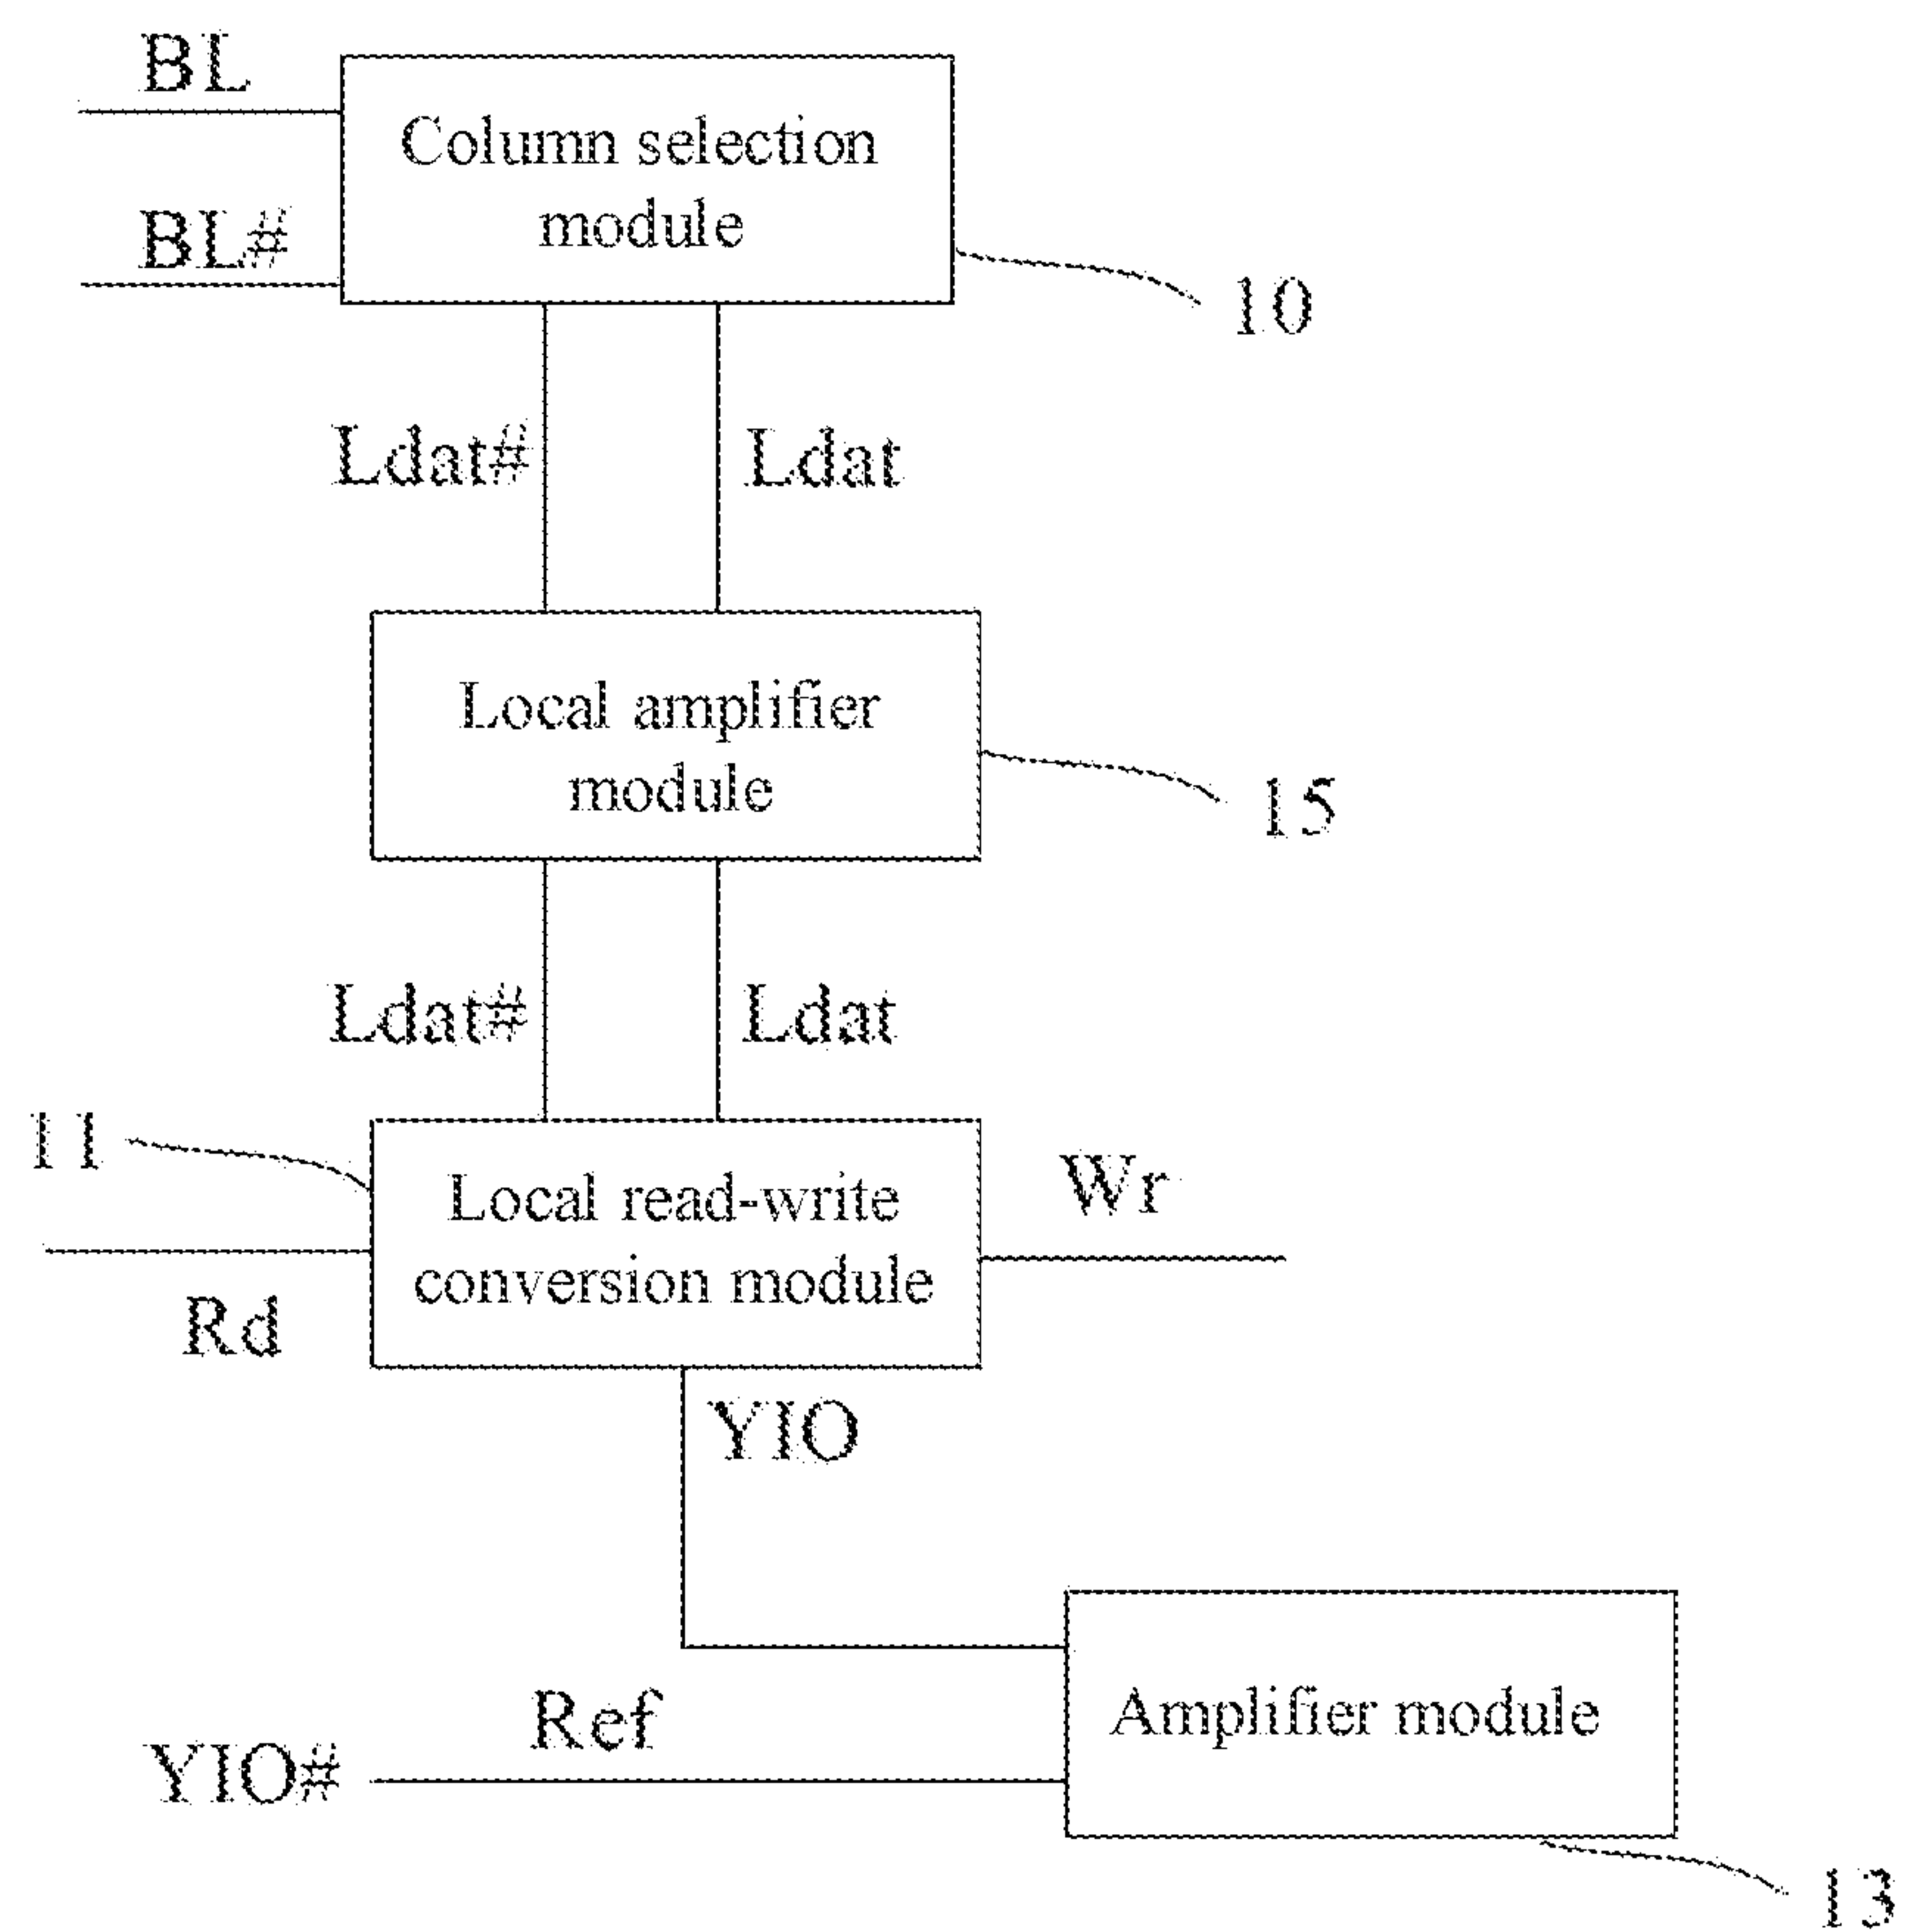 BL
Column selection
module
BL#
10
Ldat#
Ldat
Local amplifier
module
15
Ldat#
Ldat
11
Local read-write
conversion module
Wr
Rd
YIO
Ref
YIO#
Amplifier module
13